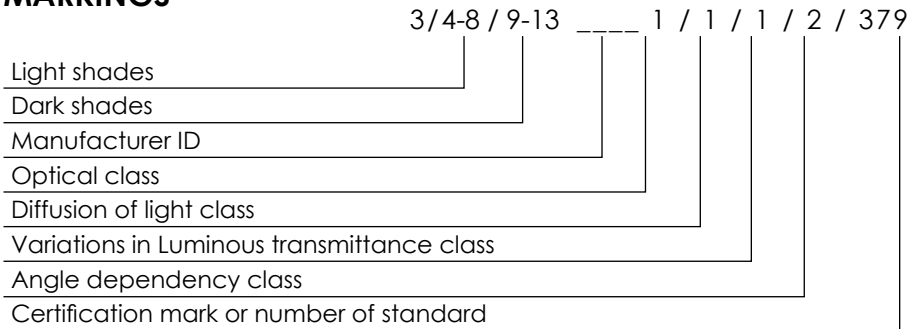 MARKINGS
3/4-8 / 9-13 ____ 1 / 1 / 1 / 2 / 379
Light shades
Dark shades
Manufacturer ID
Optical class
Diffusion of light class
Variations in Luminous transmittance class
Angle dependency class
Certification mark or number of standard